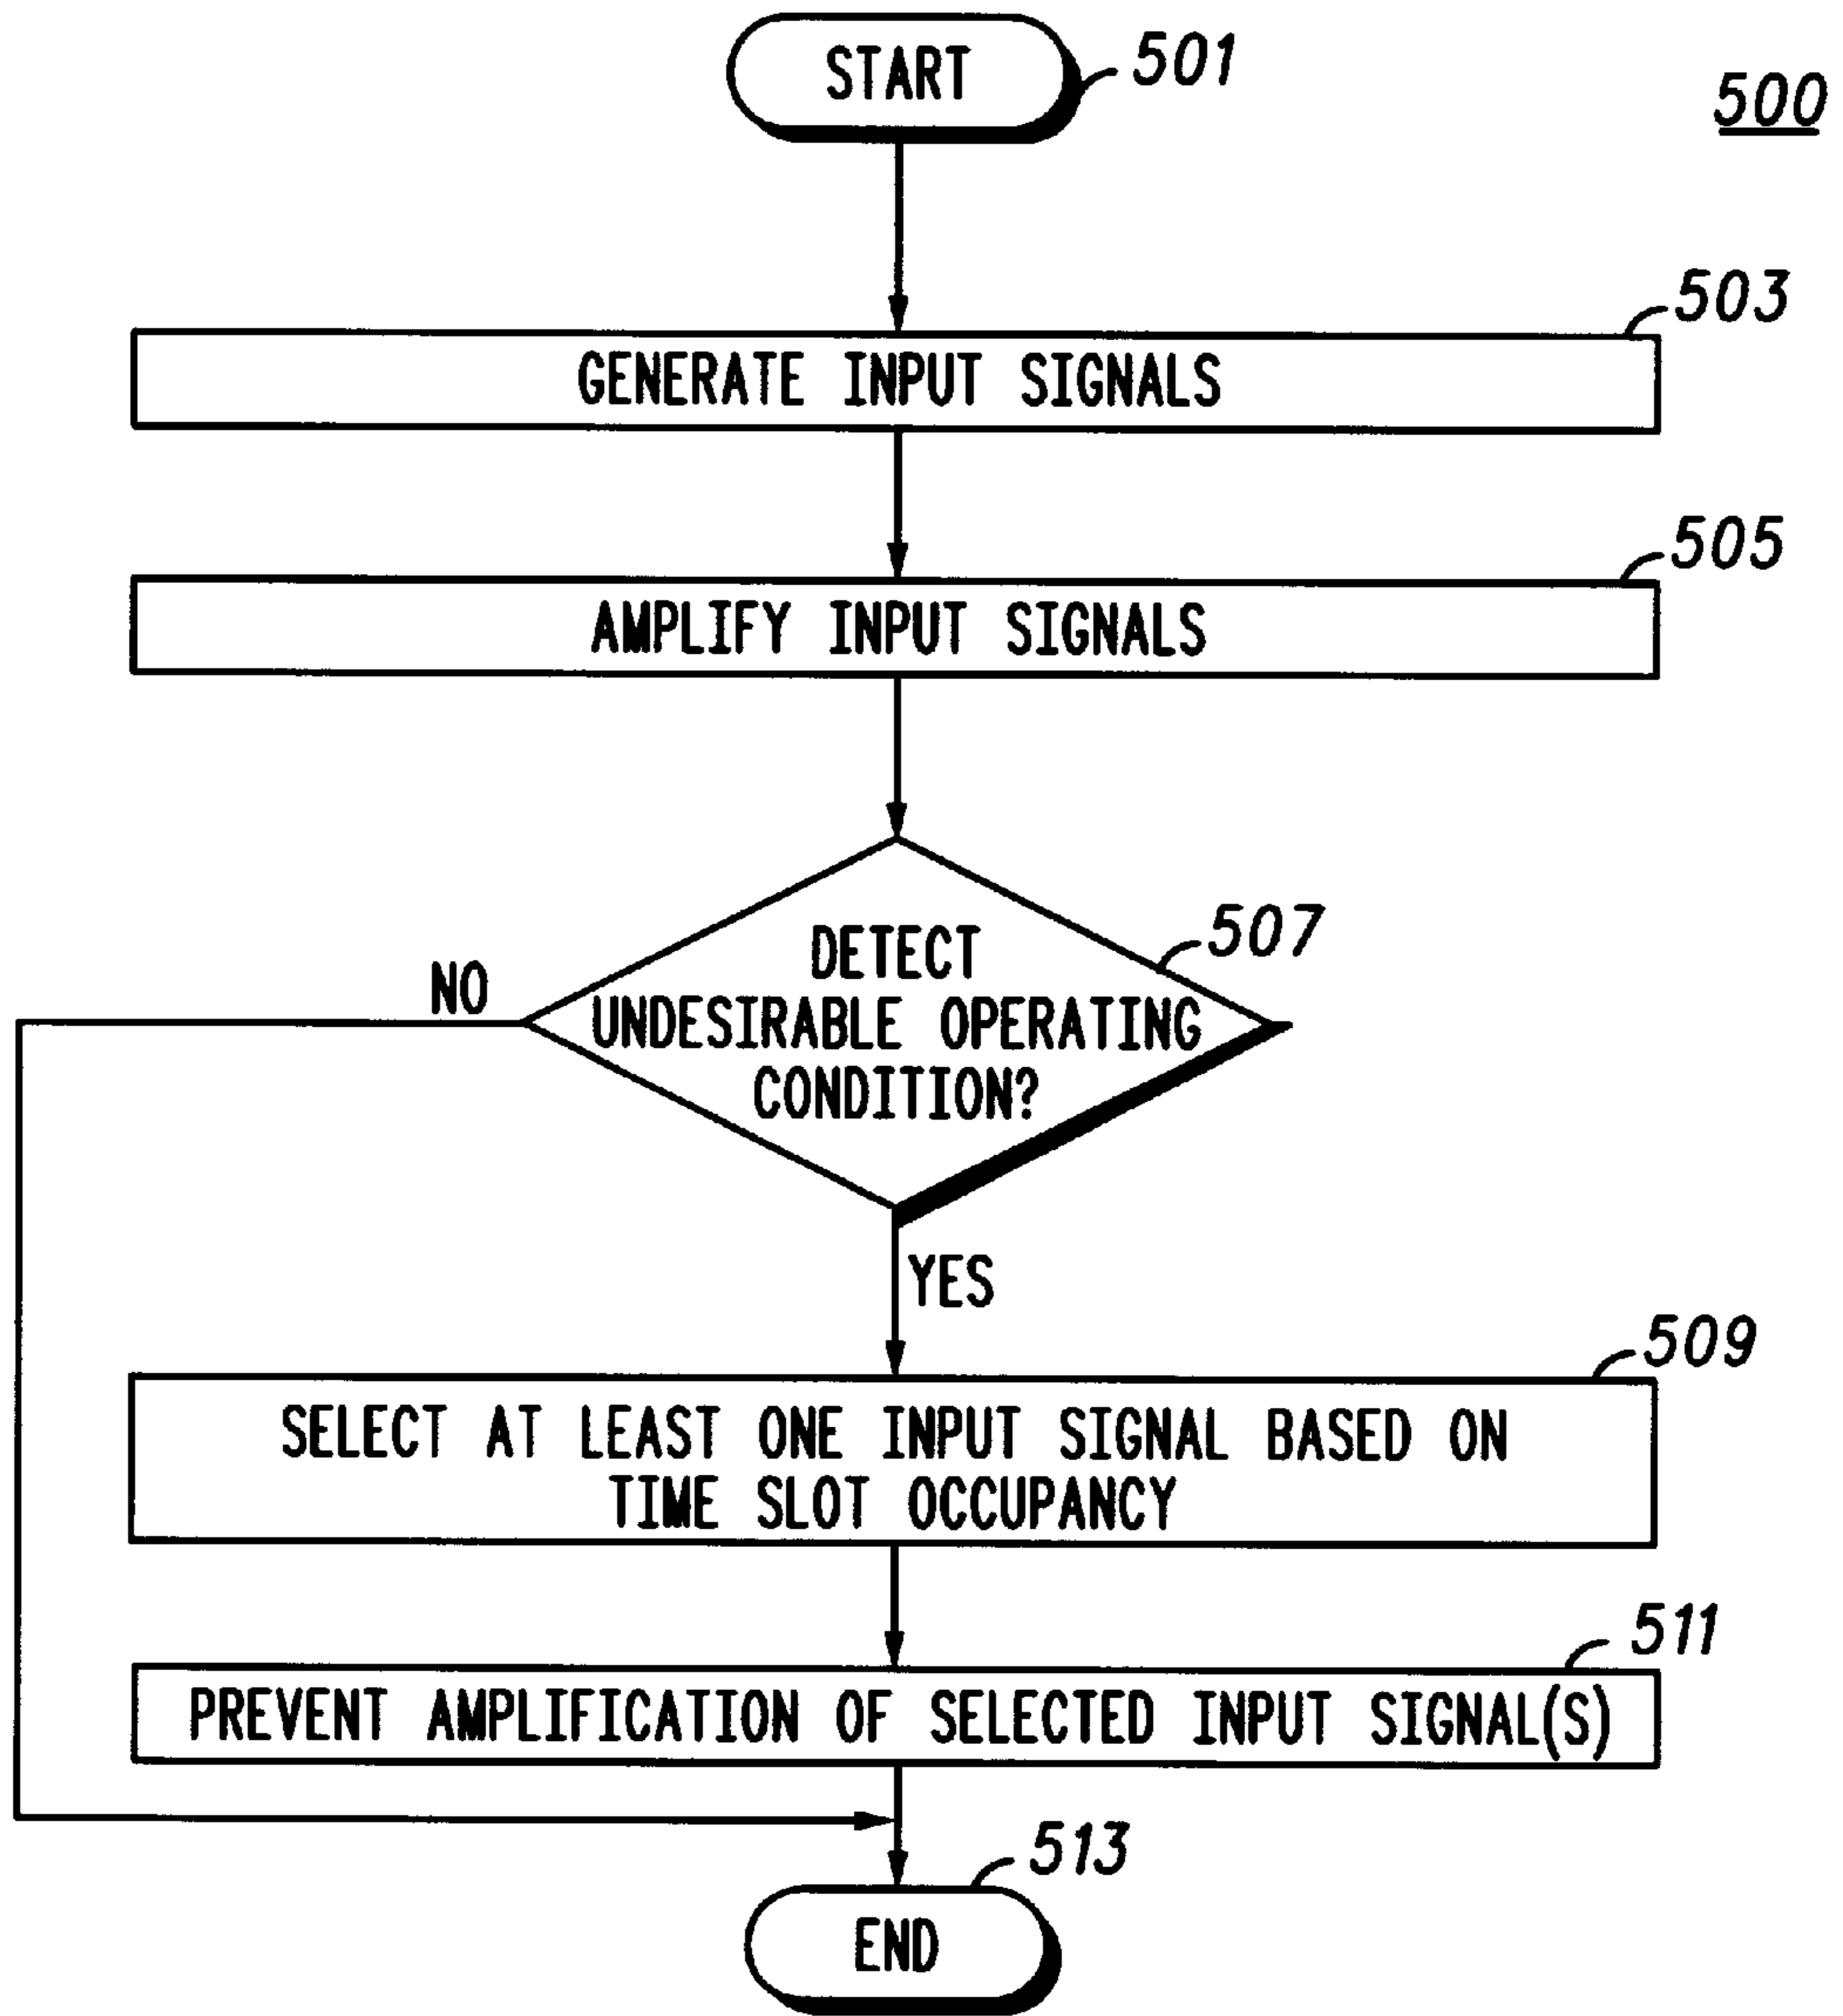 START
501
500
503
GENERATE INPUT SIGNALS
505
AMPLIFY INPUT SIGNALS
507
DETECT
UNDESIRABLE OPERATING
CONDITION?
NO
YES
509
SELECT AT LEAST ONE INPUT SIGNAL BASED ON
TIME SLOT OCCUPANCY
511
PREVENT AMPLIFICATION OF SELECTED INPUT SIGNAL(S)
513
END